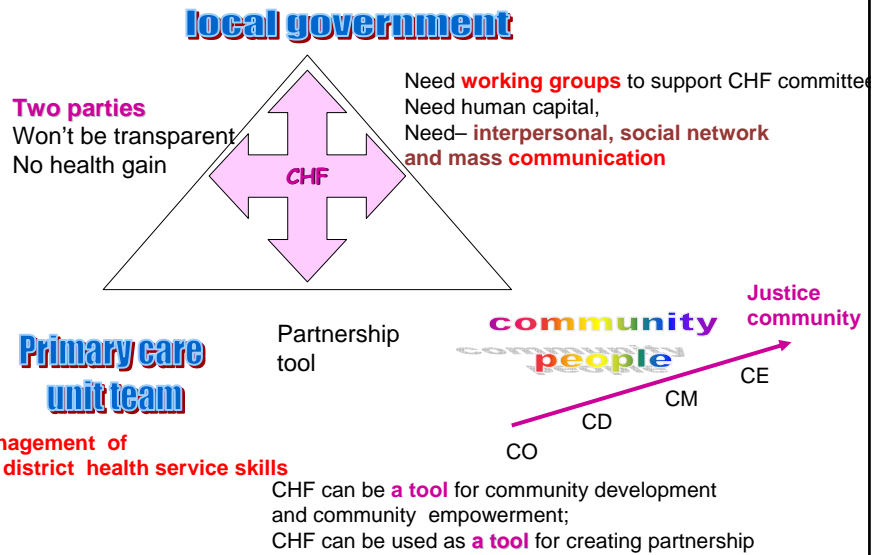 local government
Two parties
Won't be transparent
No health gain
Need working groups to support CHF committee
Need human capital,
Need– interpersonal, social network
and mass communication
CHF
Primary care
unit team
Partnership
tool
community
people
Justice
community
CO
CD
CM
CE
of
district health service skills
CHF can be a tool for community development
and community empowerment;
CHF can be used as a tool for creating partnership